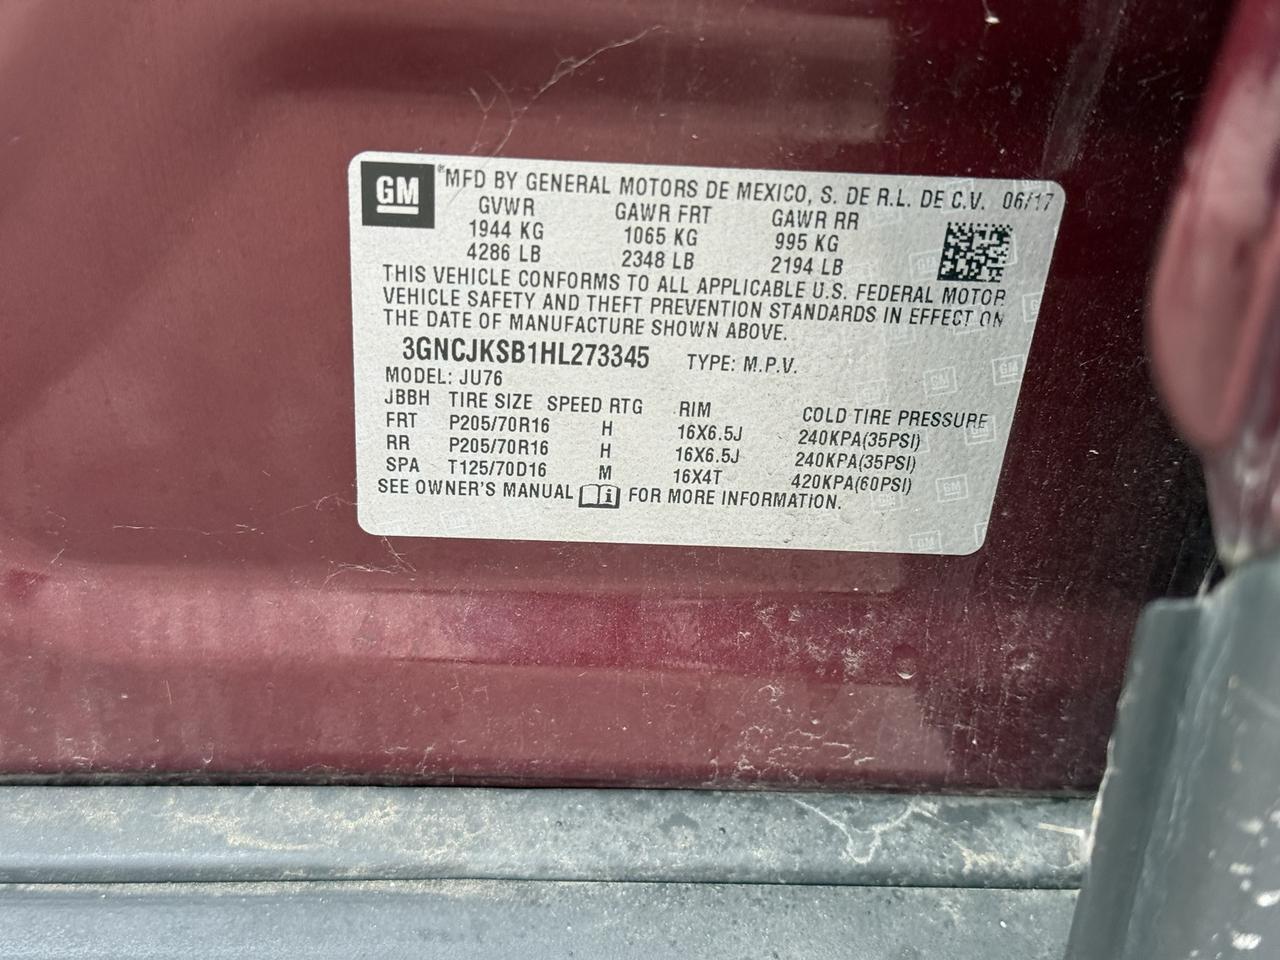 GM
MFD BY GENERAL MOTORS DE MEXICO, S. DE R.L. DE C.V. 06/17
GVWR GAWR FRT GAWR RR
1944 KG 1065 KG 995 KG
4286 LB 2348 LB 2194 LB
THIS VEHICLE CONFORMS TO ALL APPLICABLE U.S. FEDERAL MOTOR
VEHICLE SAFETY AND THEFT PREVENTION STANDARDS IN EFFECT ON
THE DATE OF MANUFACTURE SHOWN ABOVE.
3GNCJKSB1HL273345 TYPE: M.P.V.
MODEL: JU76
JBBH TIRE SIZE SPEED RTG RIM COLD TIRE PRESSURE
FRT P205/70R16 H 16X6.5J 240KPA(35PSI)
RR P205/70R16 H 16X6.5J 240KPA(35PSI)
SPA T125/70D16 M 16X4T 420KPA(60PSI)
SEE OWNER'S MANUAL FOR MORE INFORMATION.